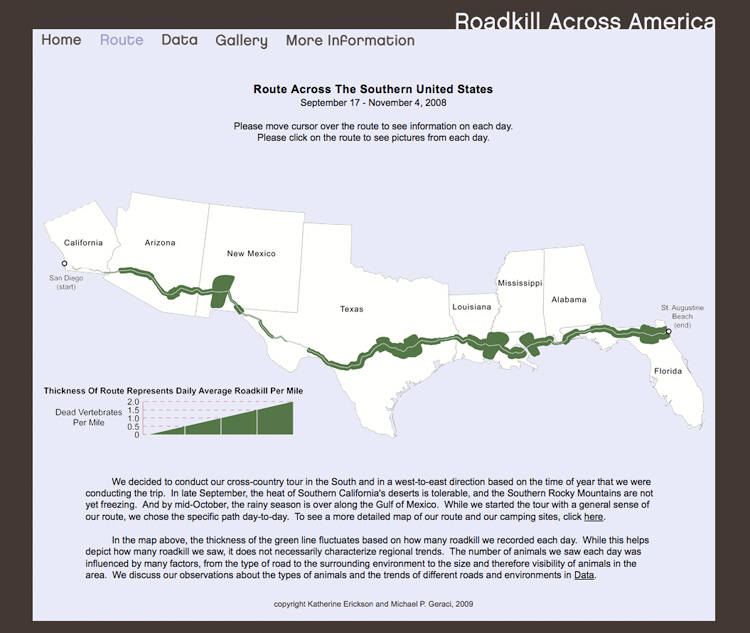 Roadkill Across America
Home Route Data Gallery More Information
Route Across The Southern United States
September 17 - November 4, 2008
Please move cursor over the route to see information on each day.
Please click on the route to see pictures from each day.
California
Arizona
New Mexico
Texas
Louisiana
Mississippi
Alabama
Florida
San Diego
(start)
St. Augustine
Beach
(end)
Thickness Of Route Represents Daily Average Roadkill Per Mile
Dead Vertebrates
Per Mile
2.0
1.5
1.0
0.5
0
We decided to conduct our cross-country tour in the South and in a west-to-east direction based on the time of year that we were
conducting the trip. In late September, the heat of Southern California's deserts is tolerable, and the Southern Rocky Mountains are not
yet freezing. And by mid-October, the rainy season is over along the Gulf of Mexico. While we started the tour with a general sense of
our route, we chose the specific path day-to-day. To see a more detailed map of our route and our camping sites, click here.
In the map above, the thickness of the green line fluctuates based on how many roadkill we recorded each day. While this helps
depict how many roadkill we saw, it does not necessarily characterize regional trends. The number of animals we saw each day was
influenced by many factors, from the type of road to the surrounding environment to the size and therefore visibility of animals in the
area. We discuss our observations about the types of animals and the trends of different roads and environments in Data.
copyright Katherine Erickson and Michael P. Geraci, 2009